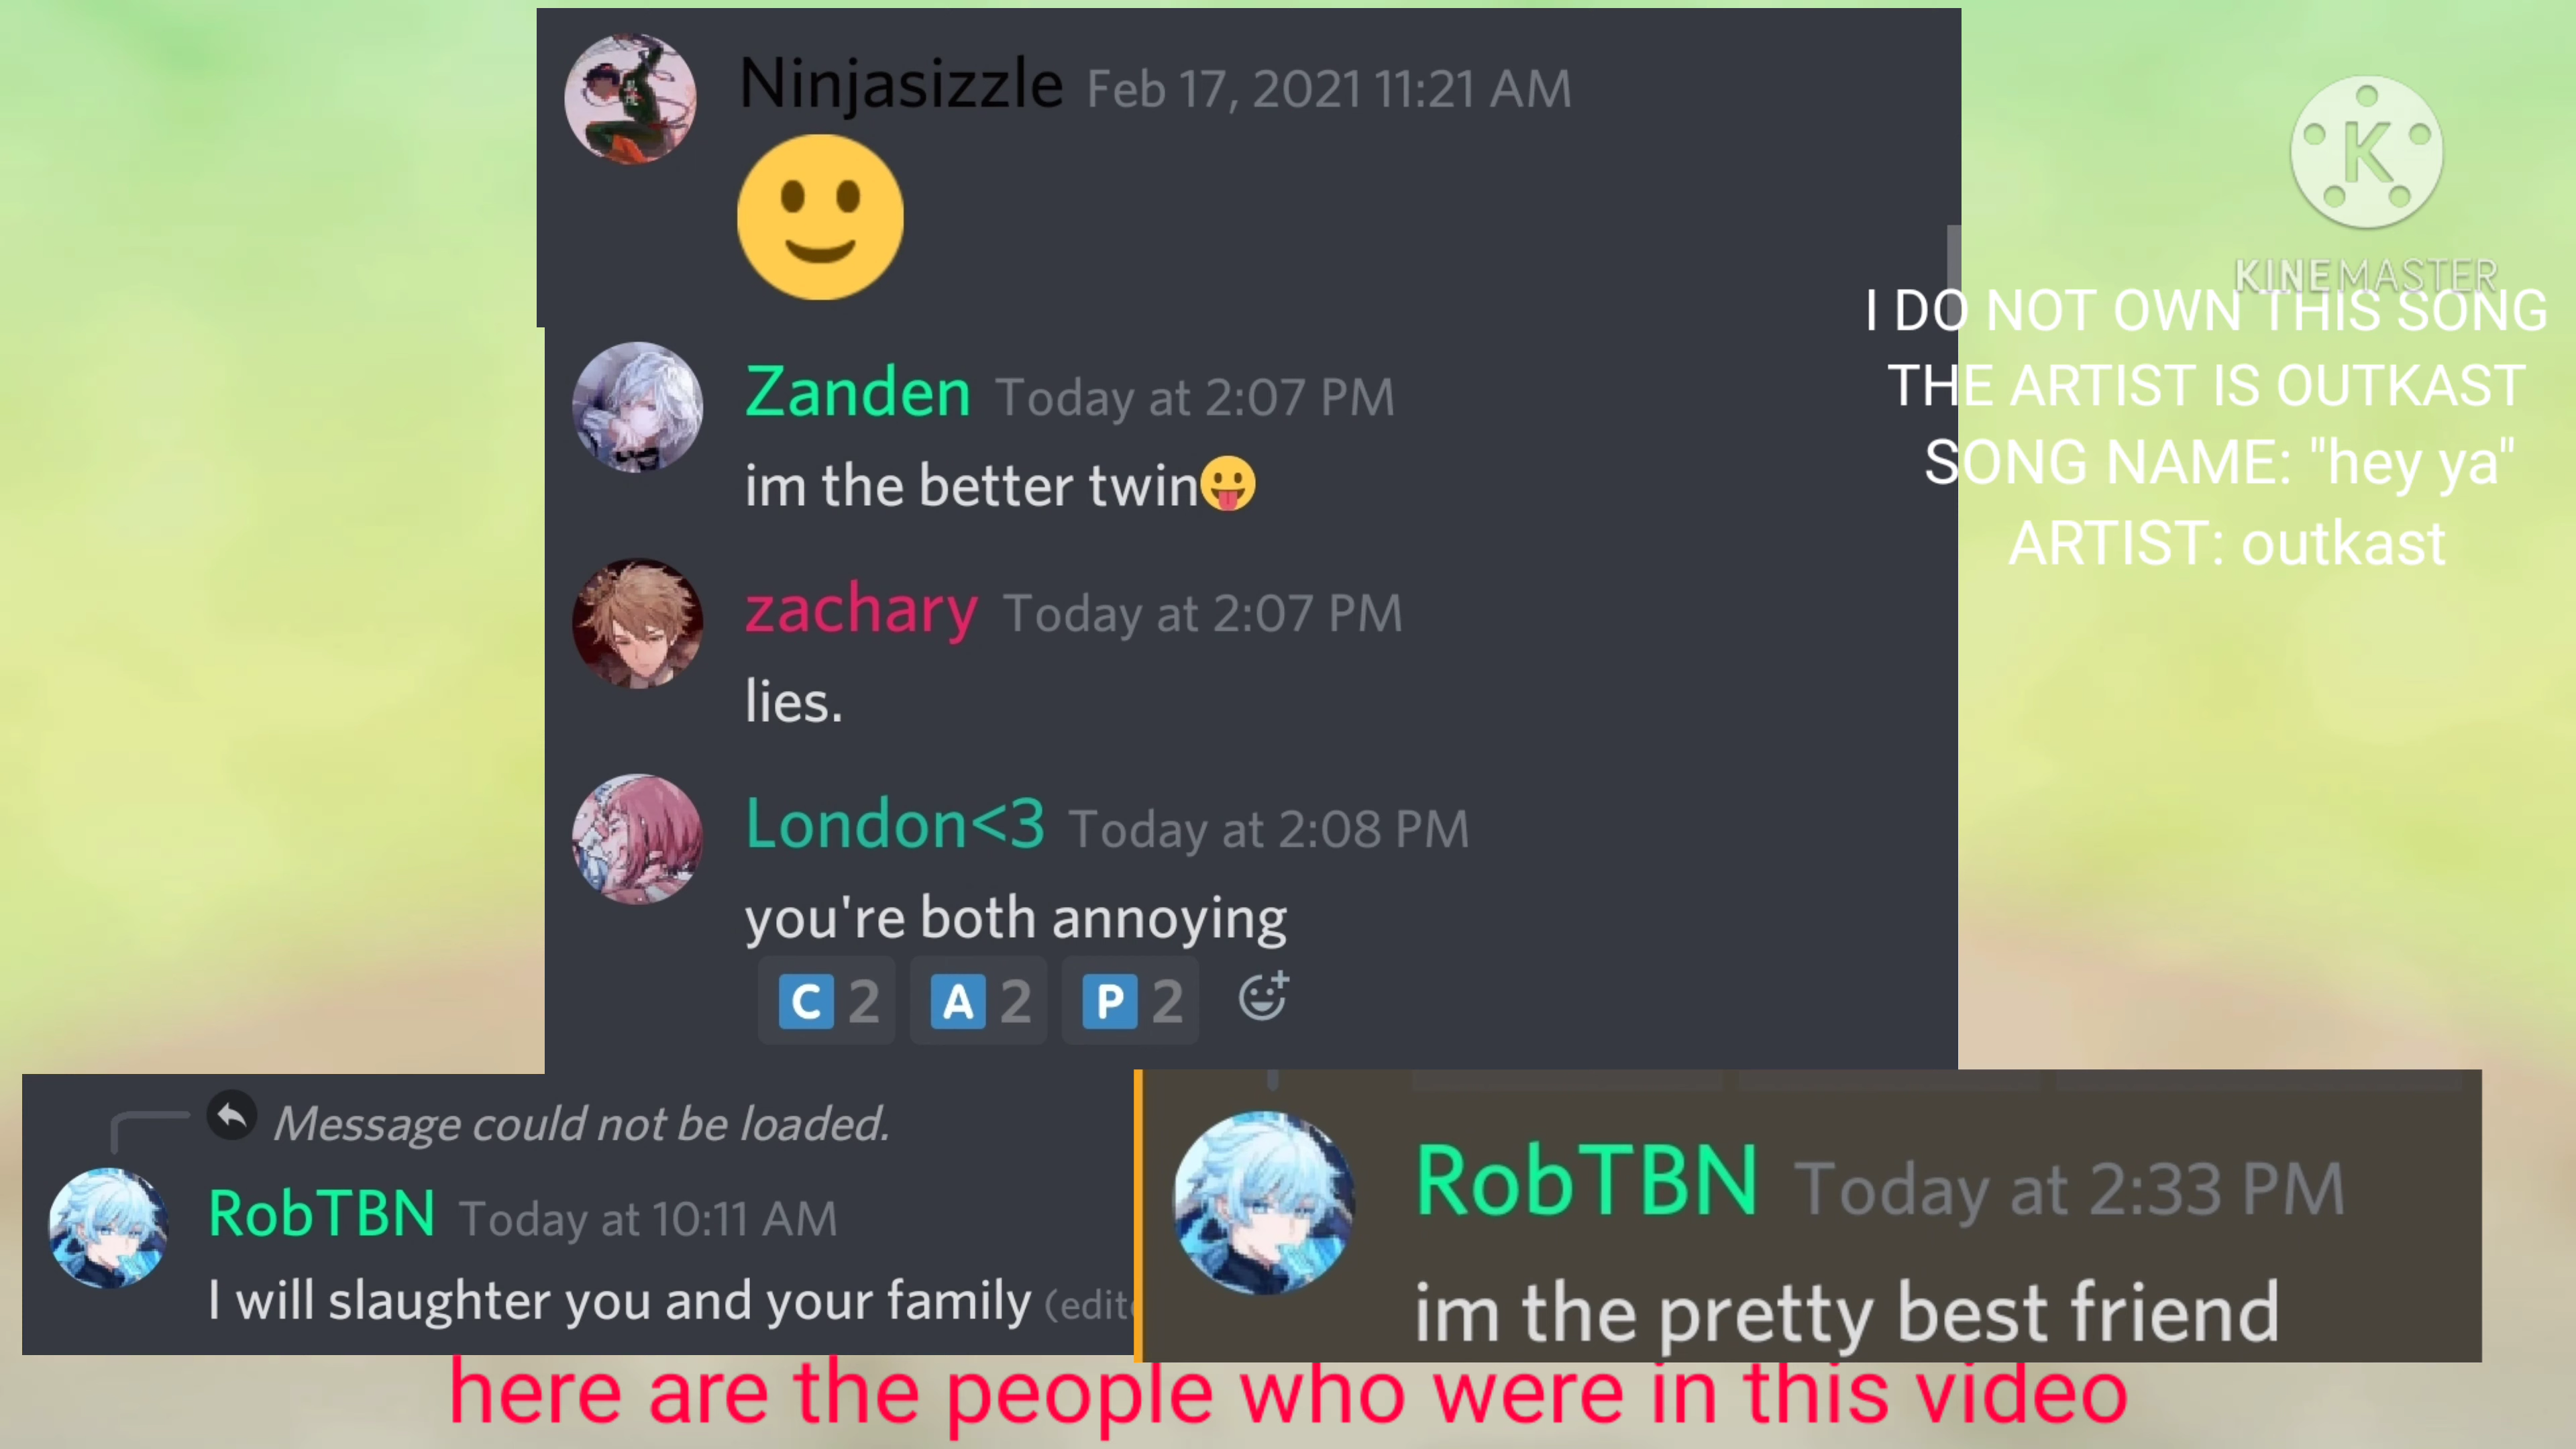 Ninjasizzle Feb 17, 2021 11:21 AM
Zanden Today at 2:07 PM
im the better twin😛
zachary Today at 2:07 PM
lies.
London<3 Today at 2:08 PM
you're both annoying
C 2 A 2 P 2
K
KINEMASTER
I DO NOT OWN THIS SONG
THE ARTIST IS OUTKAST
SONG NAME: "hey ya"
ARTIST: outkast
Message could not be loaded.
RobTBN Today at 10:11 AM
I will slaughter you and your family (edit
RobTBN Today at 2:33 PM
im the pretty best friend
here are the people who were in this video